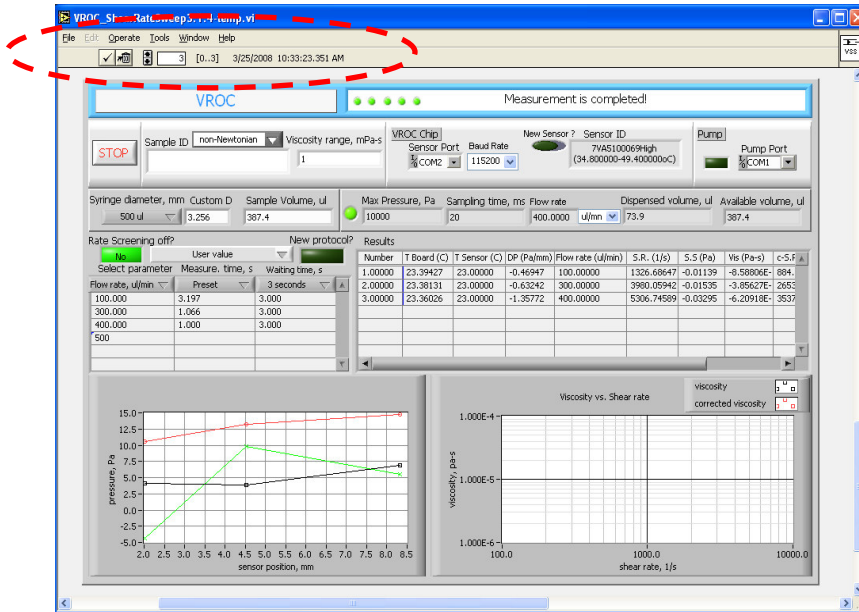 VROC_ShearRateSweep3.1.4-temp.vi
File Edit Operate Tools Window Help
3 [0..3] 3/25/2008 10:33:23.351 AM
VSS
VROC
Measurement is completed!
STOP
Sample ID non-Newtonian Viscosity range, mPa-s
1
VROC Chip
Sensor Port Baud Rate
COM2 115200
New Sensor ? Sensor ID
7VA5100069High
(34.800000-49.400000oC)
Pump
Pump Port
COM1
Syringe diameter, mm Custom D Sample Volume, ul
500 ul 3.256 387.4
Max Pressure, Pa Sampling time, ms Flow rate Dispensed volume, ul Available volume, ul
10000 20 400.0000 ul/mn 73.9 387.4
Rate Screening off? New protocol?
No User value
Select parameter Measure. time, s Waiting time, s
Flow rate, ul/min Preset 3 seconds
100.000 3.197 3.000
300.000 1.066 3.000
400.000 1.000 3.000
500
Results
Number T Board (C) T Sensor (C) DP (Pa/mm) Flow rate (ul/min) S.R. (1/s) S.S (Pa) Vis (Pa-s) c-S.F
1.00000 23.39427 23.00000 -0.46947 100.00000 1326.68647 -0.01139 -8.58806E- 884.
2.00000 23.38131 23.00000 -0.63242 300.00000 3980.05942 -0.01535 -3.85627E- 2653
3.00000 23.36026 23.00000 -1.35772 400.00000 5306.74589 -0.03295 -6.20918E- 3537
pressure, Pa
15.0
12.5
10.0
7.5
5.0
2.5
0.0
-2.5
-5.0
2.0 2.5 3.0 3.5 4.0 4.5 5.0 5.5 6.0 6.5 7.0 7.5 8.0 8.5
sensor position, mm
Viscosity vs. Shear rate
viscosity
corrected viscosity
viscosity, pa-s
1.000E-4
1.000E-5
1.000E-6
100.0 1000.0 10000.0
shear rate, 1/s